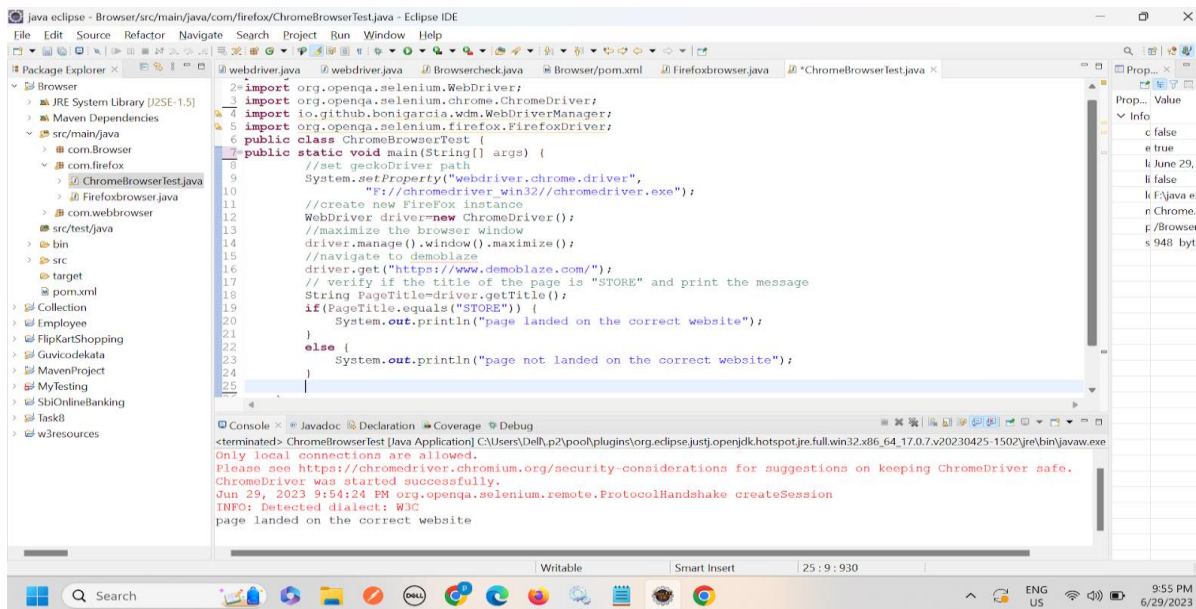 java eclipse - Browser/src/main/java/com/firefox/ChromeBrowserTest.java - Eclipse IDE
File Edit Source Refactor Navigate Search Project Run Window Help
Package Explorer
webdriver.java webdriver.java Browsercheck.java Browser/pom.xml Firefoxbrowser.java *ChromeBrowserTest.java
Prop...
Browser
JRE System Library [J2SE-1.5]
Maven Dependencies
src/main/java
com.Browser
com.firefox
ChromeBrowserTest.java
Firefoxbrowser.java
com.webbrowser
src/test/java
bin
src
target
pom.xml
Collection
Employee
FlipKartShopping
Guvicodekata
MavenProject
MyTesting
SbiOnlineBanking
Task8
w3resources
2 import org.openqa.selenium.WebDriver;
3 import org.openqa.selenium.chrome.ChromeDriver;
4 import io.github.bonigarcia.wdm.WebDriverManager;
5 import org.openqa.selenium.firefox.FirefoxDriver;
6 public class ChromeBrowserTest {
7 public static void main(String[] args) {
8 //set geckoDriver path
9 System.setProperty("webdriver.chrome.driver",
10 "F://chromedriver_win32//chromedriver.exe");
11 //create new FireFox instance
12 WebDriver driver=new ChromeDriver();
13 //maximize the browser window
14 driver.manage().window().maximize();
15 //navigate to demoblaze
16 driver.get("https://www.demoblaze.com/");
17 // verify if the title of the page is "STORE" and print the message
18 String PageTitle=driver.getTitle();
19 if(PageTitle.equals("STORE")) {
20 System.out.println("page landed on the correct website");
21 }
22 else {
23 System.out.println("page not landed on the correct website");
24 }
25
Prop... Value
Info
false
true
June 29,
false
F:\java e
Chrome.
/Browser
948 byt
Console Javadoc Declaration Coverage Debug
<terminated> ChromeBrowserTest [Java Application] C:\Users\Dell\.p2\pool\plugins\org.eclipse.justj.openjdk.hotspot.jre.full.win32.x86_64_17.0.7.v20230425-1502\jre\bin\javaw.exe
Only local connections are allowed.
Please see https://chromedriver.chromium.org/security-considerations for suggestions on keeping ChromeDriver safe.
ChromeDriver was started successfully.
Jun 29, 2023 9:54:24 PM org.openqa.selenium.remote.ProtocolHandshake createSession
INFO: Detected dialect: W3C
page landed on the correct website
Writable Smart Insert 25 : 9 : 930
Search
DELL
ENG
US
9:55 PM
6/29/2023